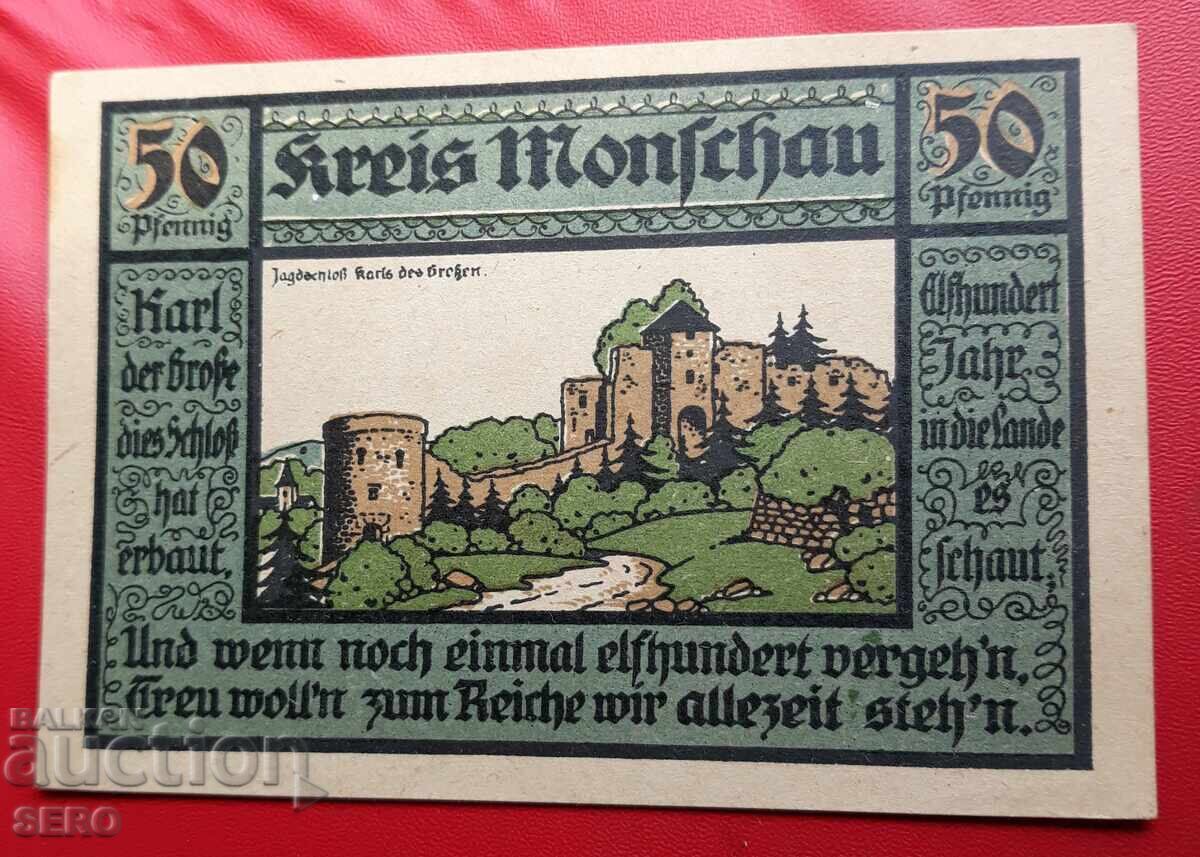 50
Pfennig
Kreis Monschau
50
Pfennig
Jagdschloß Karls des Großen.
Karl
der Große
dies Schloß
hat
erbaut,
Elfhundert
Jahr
in die Lande
es
schaut;
Und wenn noch einmal elfhundert vergeh'n,
Treu woll'n zum Reiche wir allezeit steh'n.
BALKAN
auction
SERO